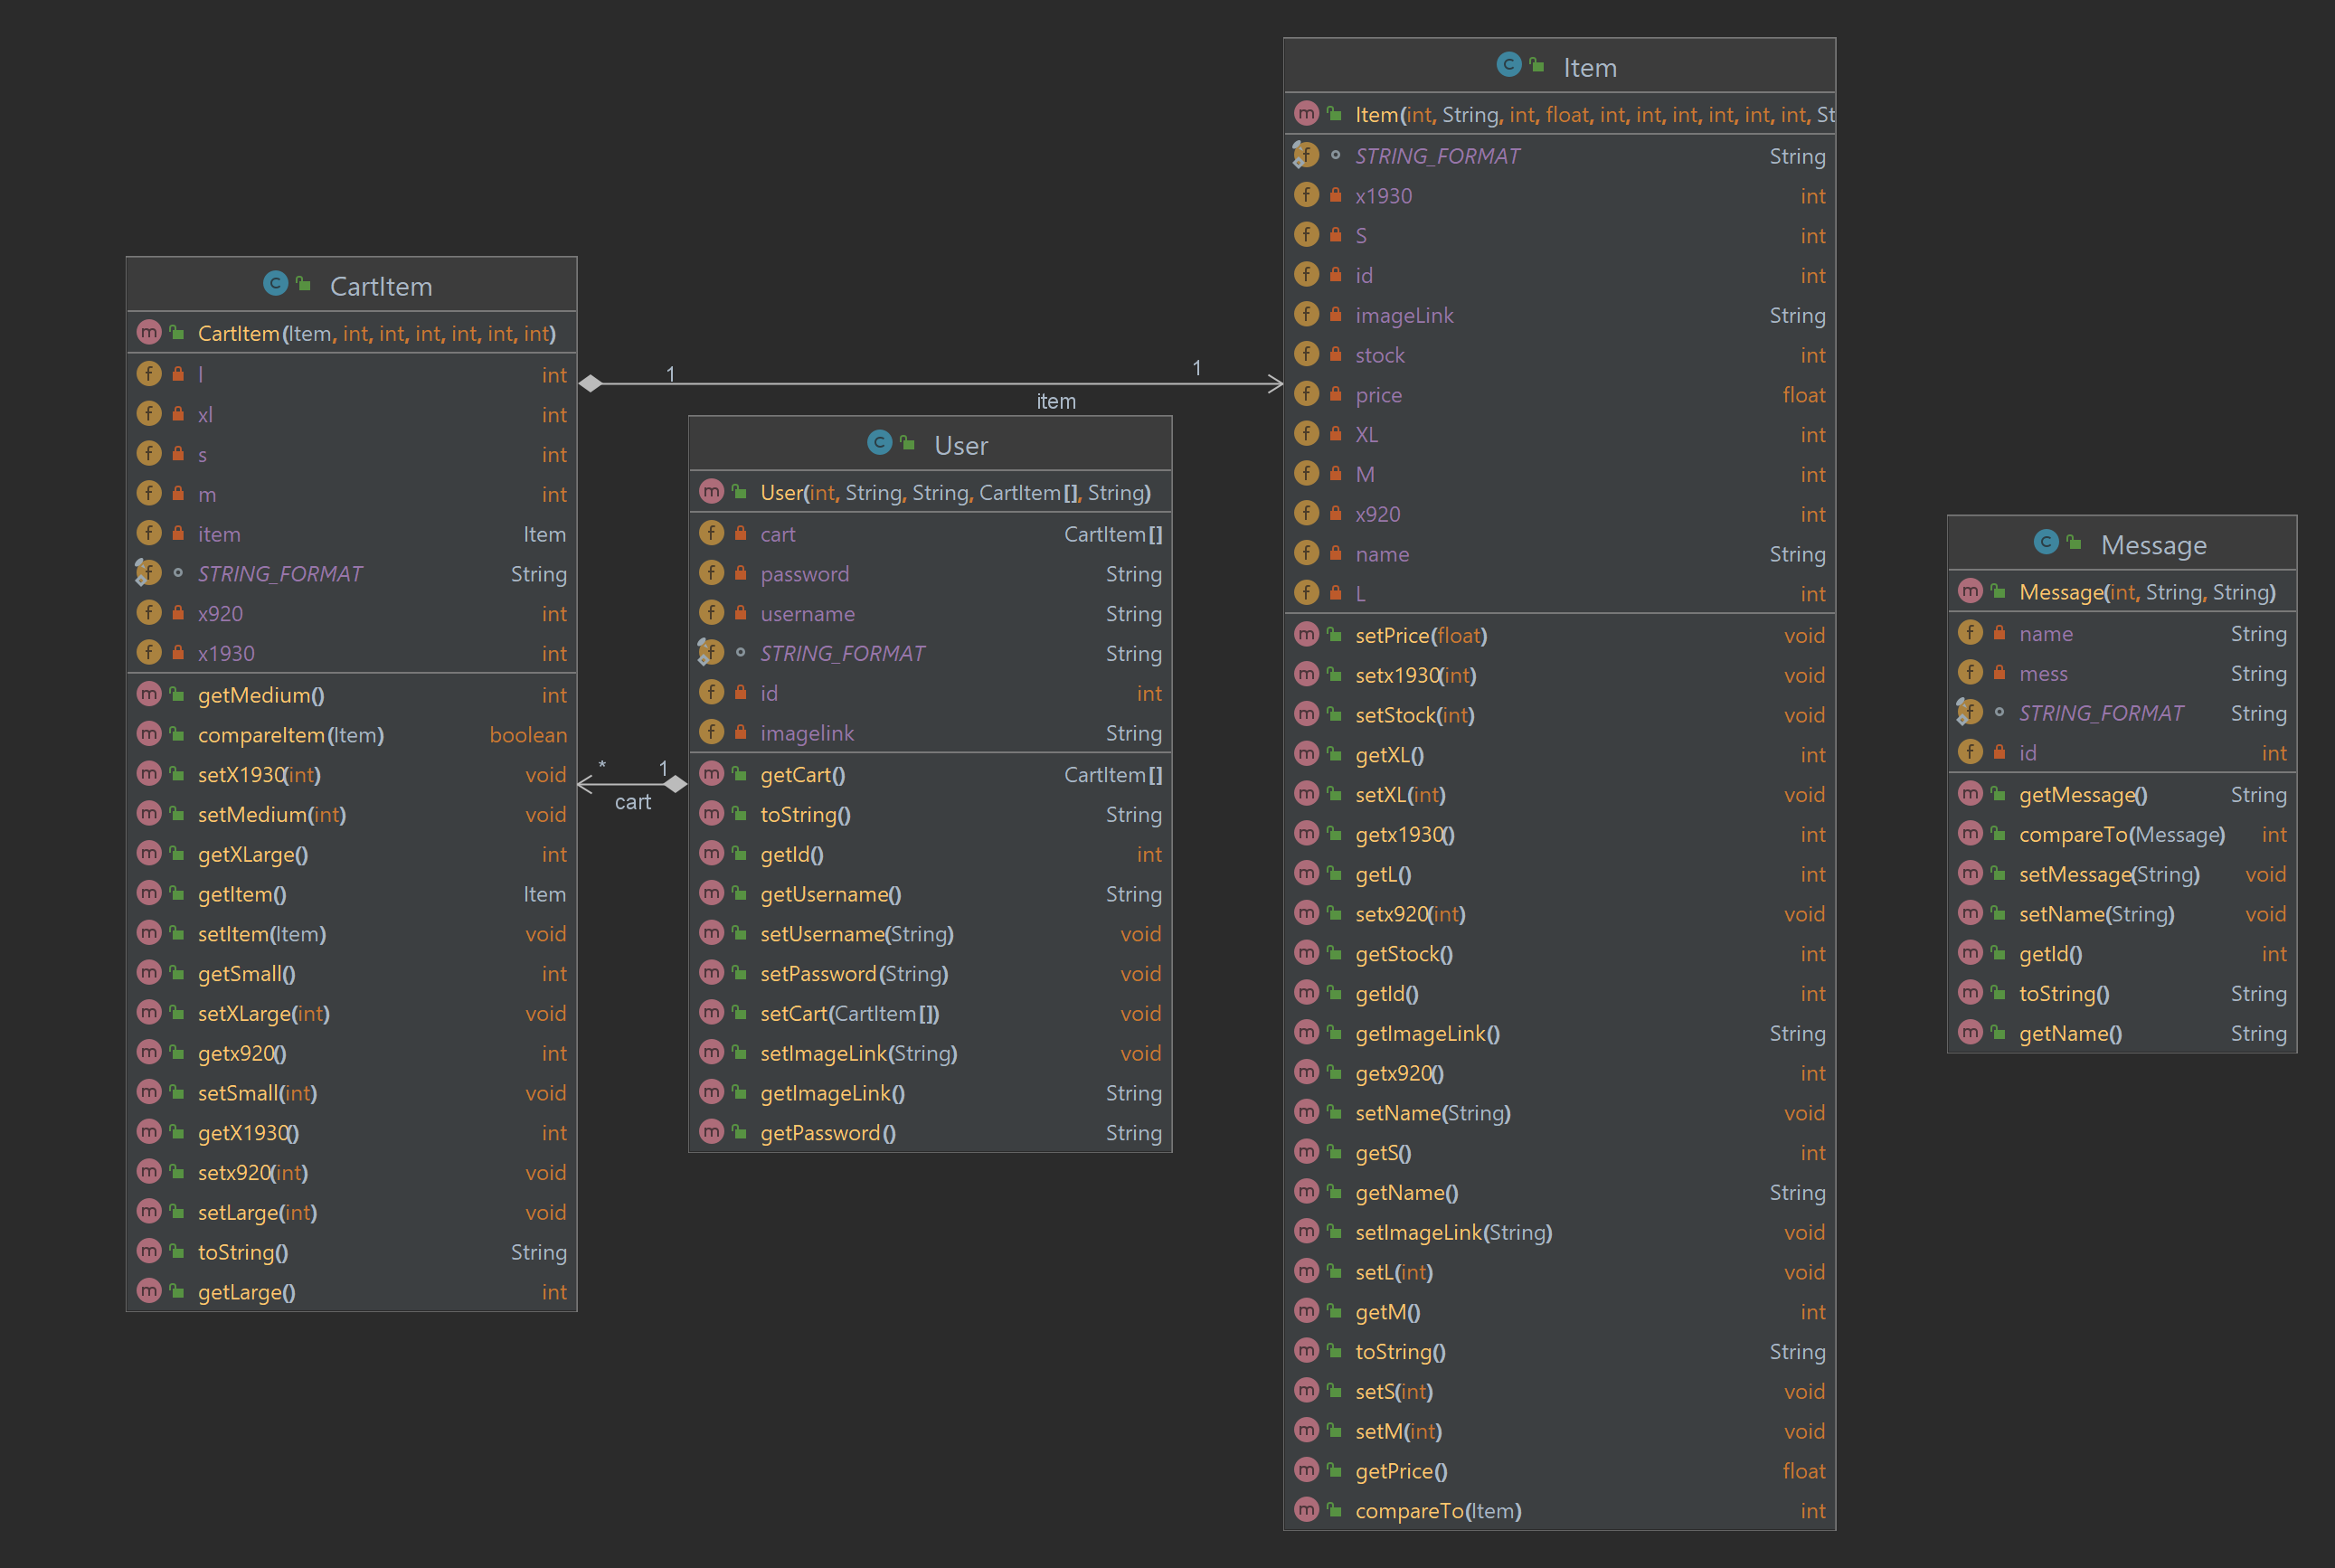 CartItem
CartItem(Item, int, int, int, int, int, int)
l int
xl int
s int
m int
item Item
STRING_FORMAT String
x920 int
x1930 int
getMedium() int
compareItem(Item) boolean
setX1930(int) void
setMedium(int) void
getXLarge() int
getItem() Item
setItem(Item) void
getSmall() int
setXLarge(int) void
getx920() int
setSmall(int) void
getX1930() int
setx920(int) void
setLarge(int) void
toString() String
getLarge() int
1 1
item
* 1
cart
User
User(int, String, String, CartItem[], String)
cart CartItem[]
password String
username String
STRING_FORMAT String
id int
imagelink String
getCart() CartItem[]
toString() String
getId() int
getUsername() String
setUsername(String) void
setPassword(String) void
setCart(CartItem[]) void
setImageLink(String) void
getImageLink() String
getPassword() String
Item
Item(int, String, int, float, int, int, int, int, int, int, St
STRING_FORMAT String
x1930 int
S int
id int
imageLink String
stock int
price float
XL int
M int
x920 int
name String
L int
setPrice(float) void
setx1930(int) void
setStock(int) void
getXL() int
setXL(int) void
getx1930() int
getL() int
setx920(int) void
getStock() int
getId() int
getImageLink() String
getx920() int
setName(String) void
getS() int
getName() String
setImageLink(String) void
setL(int) void
getM() int
toString() String
setS(int) void
setM(int) void
getPrice() float
compareTo(Item) int
Message
Message(int, String, String)
name String
mess String
STRING_FORMAT String
id int
getMessage() String
compareTo(Message) int
setMessage(String) void
setName(String) void
getId() int
toString() String
getName() String